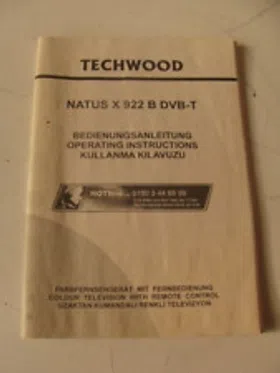 TECHWOOD
NATUS X 922 B DVB-T
BEDIENUNGSANLEITUNG
OPERATING INSTRUCTIONS
KULLANMA KILAVUZU
FARBFERNSEHGERÄT MIT FERNBEDIENUNG
COLOUR TELEVISION WITH REMOTE CONTROL
UZAKTAN KUMANDALI RENKLİ TELEVİZYON